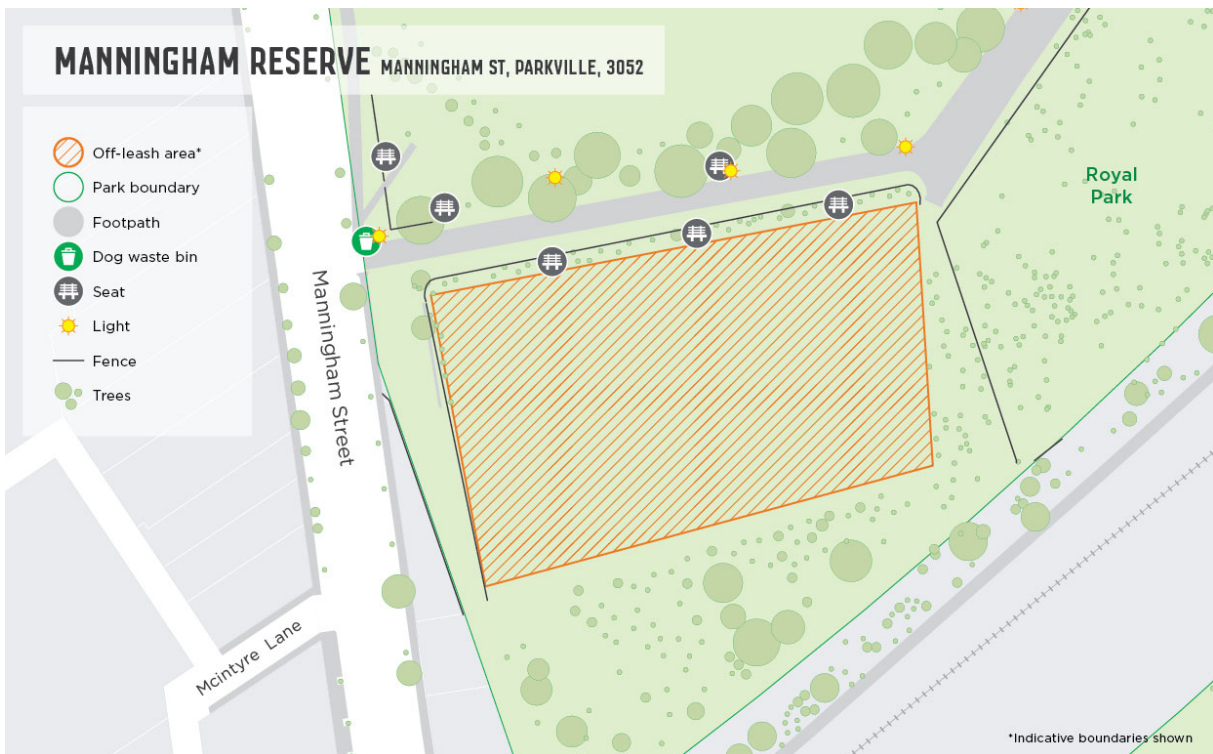 MANNINGHAM RESERVE MANNINGHAM ST, PARKVILLE, 3052
Off-leash area*
Park boundary
Footpath
Dog waste bin
Seat
Light
Fence
Trees
Royal
Park
Manningham Street
McIntyre Lane
*Indicative boundaries shown